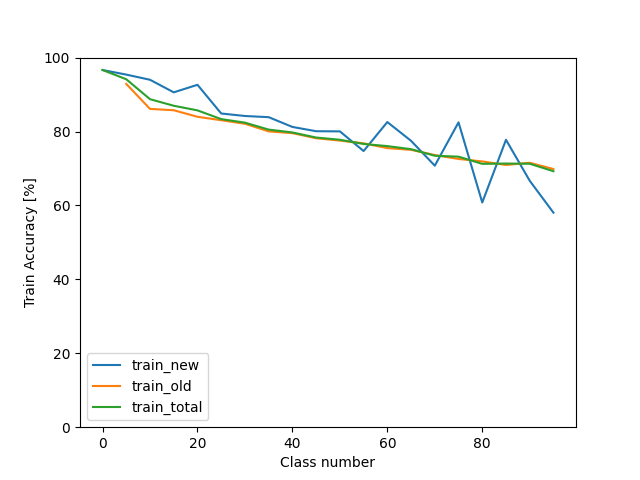 100
80
60
40
20
0
Train Accuracy [%]
train_new
train_old
train_total
0 20 40 60 80
Class number